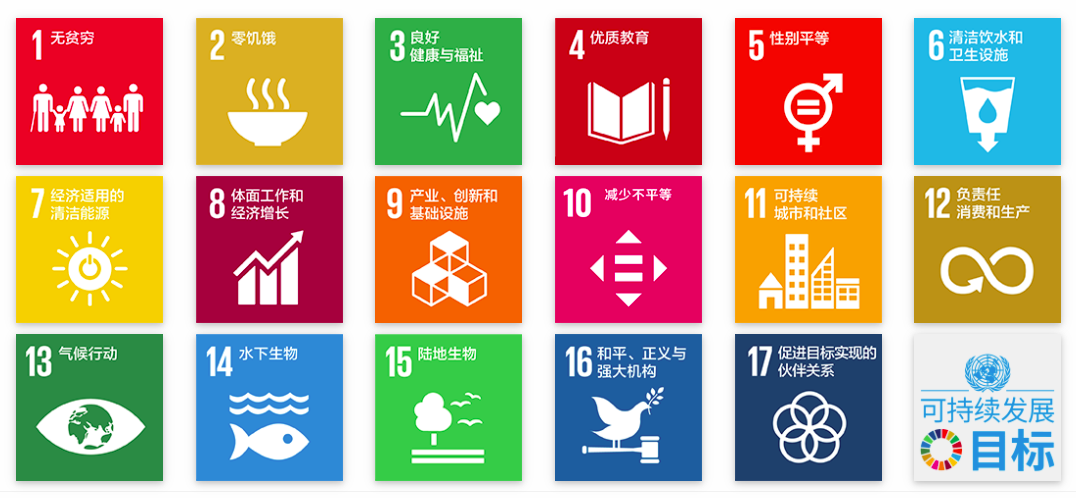 1 无贫穷
2 零饥饿
3 良好
健康与福祉
4 优质教育
5 性别平等
6 清洁饮水和
卫生设施
7 经济适用的
清洁能源
8 体面工作和
经济增长
9 产业、创新和
基础设施
10 减少不平等
11 可持续
城市和社区
12 负责任
消费和生产
13 气候行动
14 水下生物
15 陆地生物
16 和平、正义与
强大机构
17 促进目标实现的
伙伴关系
可持续发展
目标